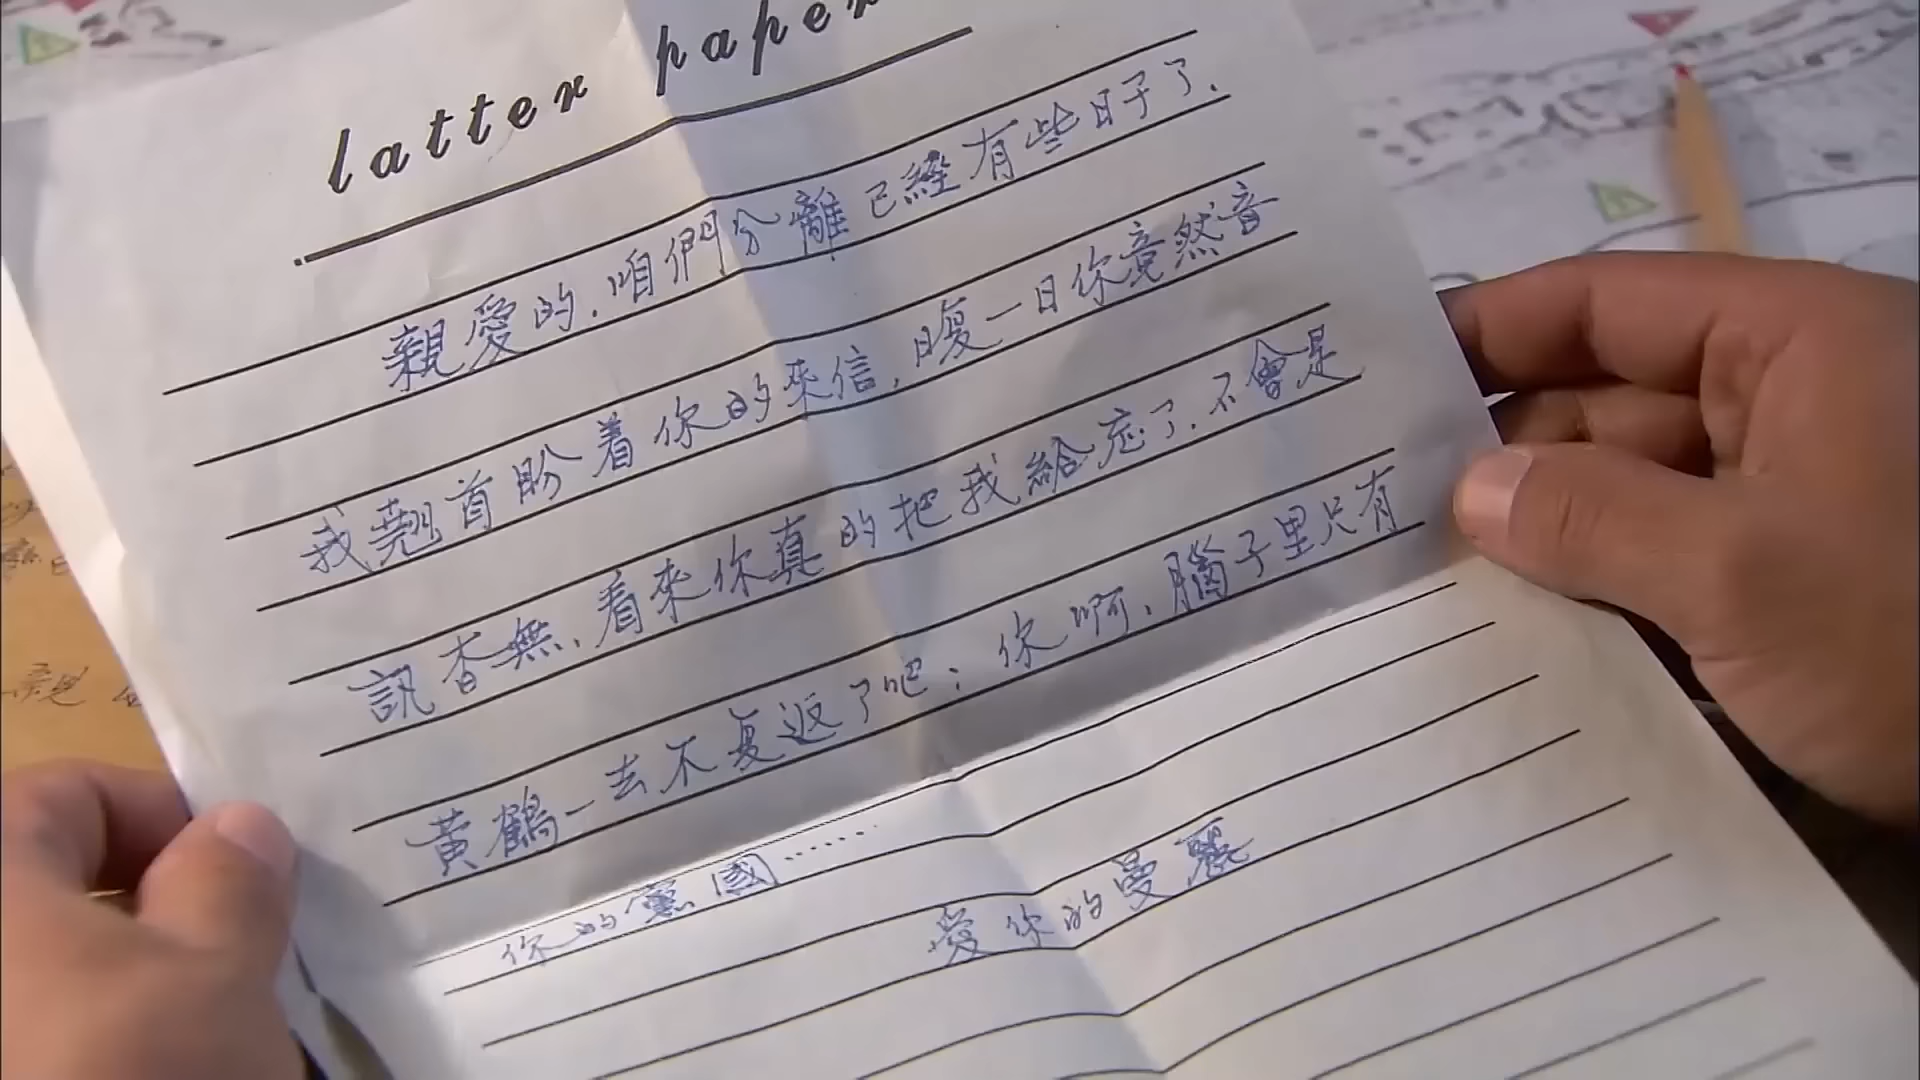 latter paper
親愛的.咱們分離已經有些日子了.
我翹首盼着你的來信,日復一日你竟然音
訊杳無.看來你真的把我給忘了.不會是
黃鶴一去不复返了吧;你啊.腦子里只有
你的黨國……
愛你的曼麗